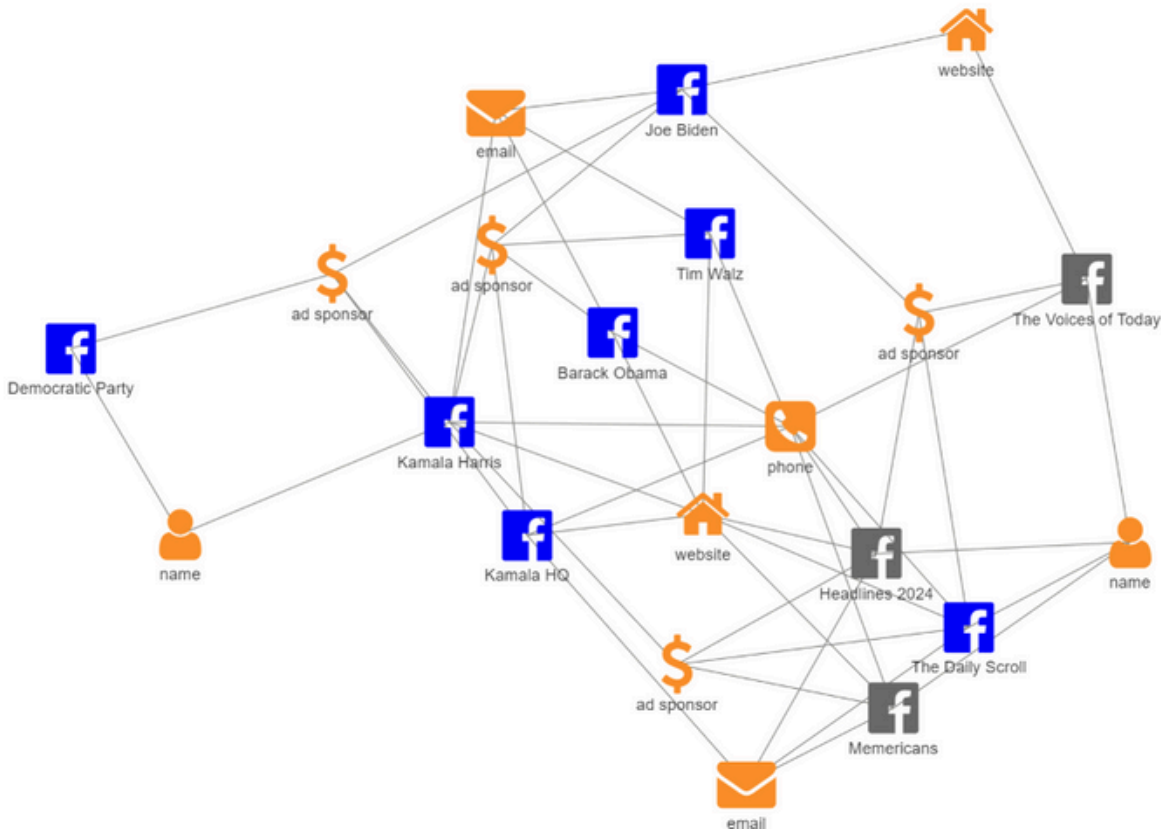 website
Joe Biden
email
Tim Walz
ad sponsor
ad sponsor
The Voices of Today
ad sponsor
Barack Obama
Democratic Party
Kamala Harris
phone
website
name
Kamala HQ
name
Headlines 2024
The Daily Scroll
ad sponsor
Memericans
email